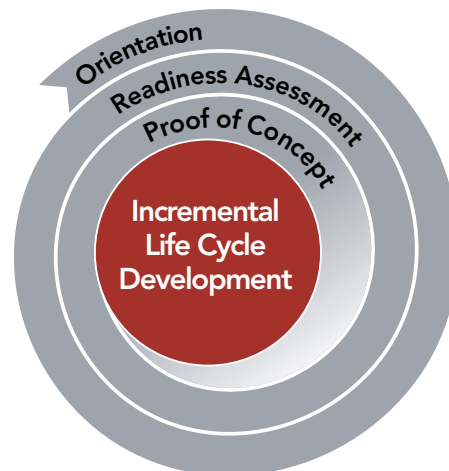 Orientation
Readiness Assessment
Proof of Concept
Incremental
Life Cycle
Development